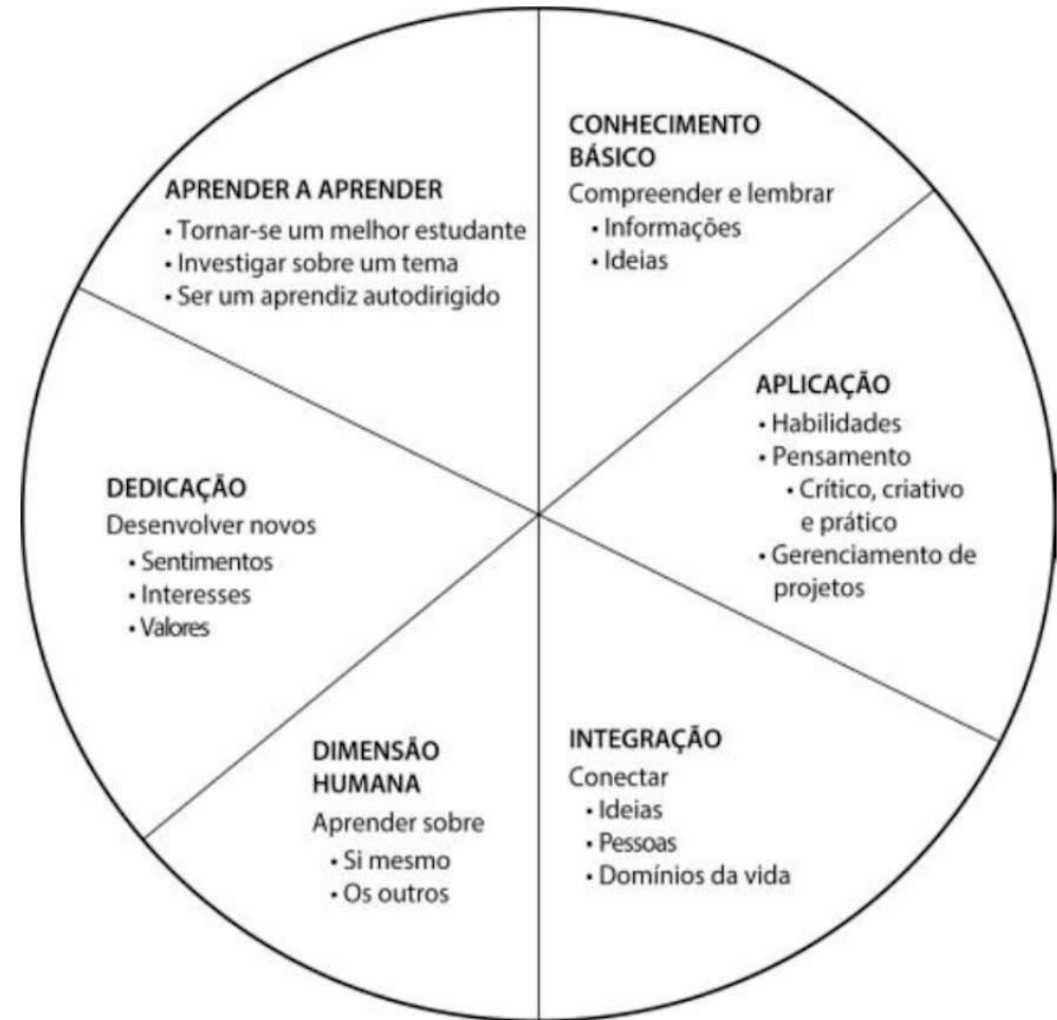 CONHECIMENTO
BÁSICO
Compreender e lembrar
• Informações
• Ideias
APLICAÇÃO
• Habilidades
• Pensamento
• Crítico, criativo
e prático
• Gerenciamento de
projetos
INTEGRAÇÃO
Conectar
• Ideias
• Pessoas
• Domínios da vida
DIMENSÃO
HUMANA
Aprender sobre
• Si mesmo
• Os outros
DEDICAÇÃO
Desenvolver novos
• Sentimentos
• Interesses
• Valores
APRENDER A APRENDER
• Tornar-se um melhor estudante
• Investigar sobre um tema
• Ser um aprendiz autodirigido